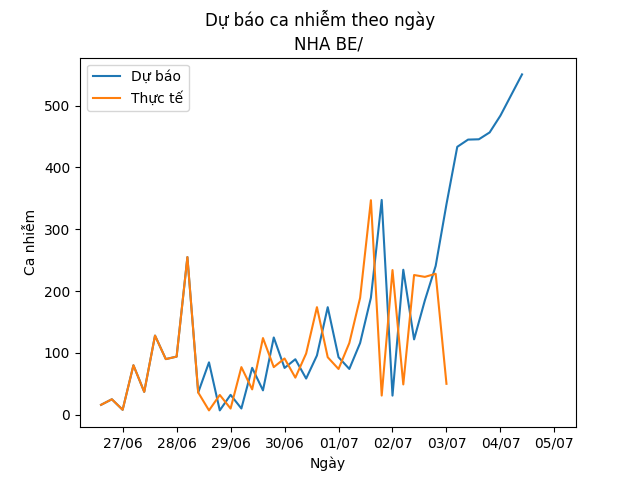 Dự báo ca nhiễm theo ngày
NHA BE/
Dự báo
Thực tế
Ca nhiễm
500
400
300
200
100
0
27/06 28/06 29/06 30/06 01/07 02/07 03/07 04/07 05/07
Ngày